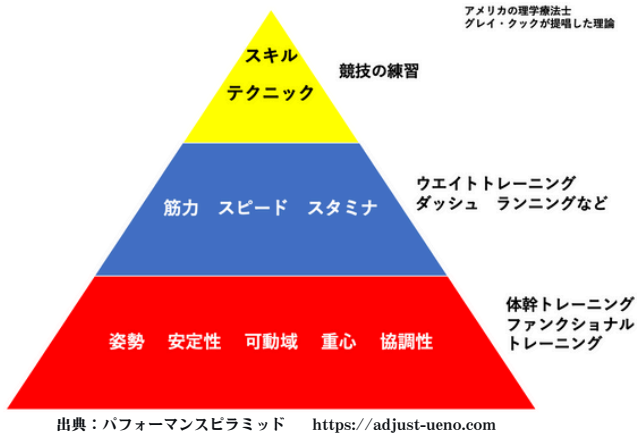 アメリカの理学療法士
グレイ・クックが提唱した理論
スキル
テクニック
競技の練習
筋力 スピード スタミナ
ウエイトトレーニング
ダッシュ ランニングなど
姿勢 安定性 可動域 重心 協調性
体幹トレーニング
ファンクショナル
トレーニング
出典：パフォーマンスピラミッド https://adjust-ueno.com